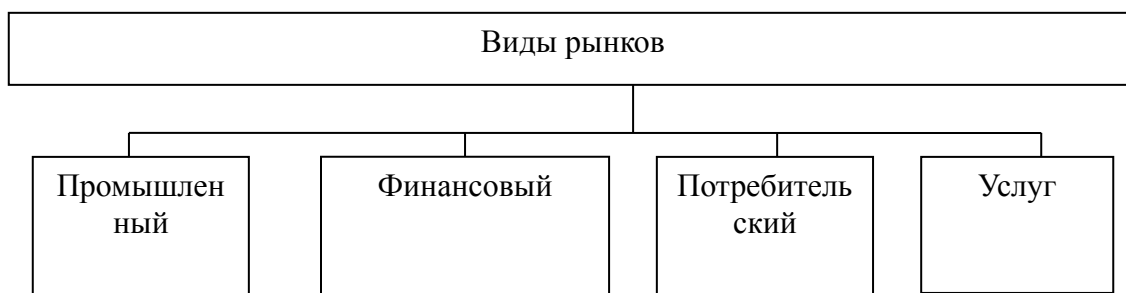 Виды рынков
Промышлен
ный
Финансовый
Потребитель
ский
Услуг